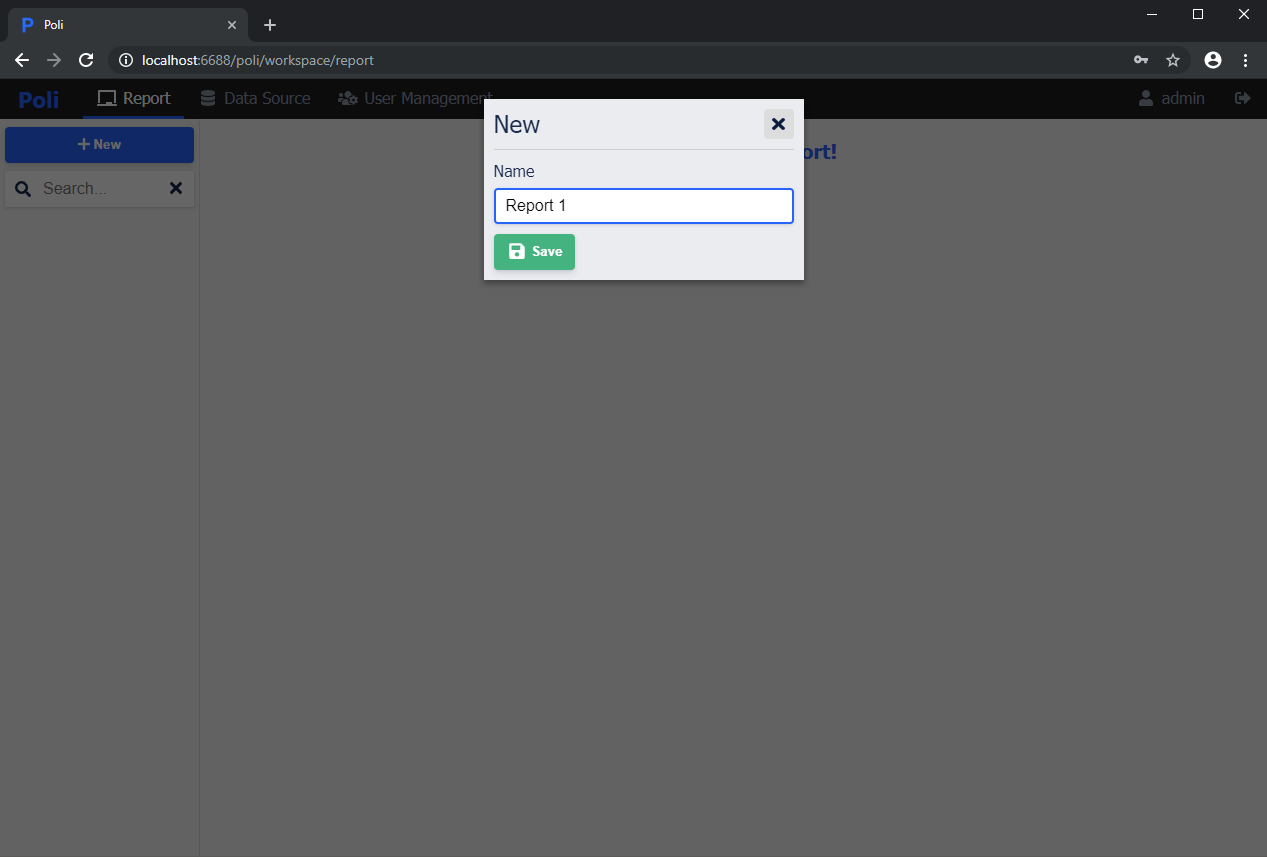 Poli
localhost:6688/poli/workspace/report
Poli Report Data Source User Management admin
New
New
ort!
Search...
Name
Report 1
Save